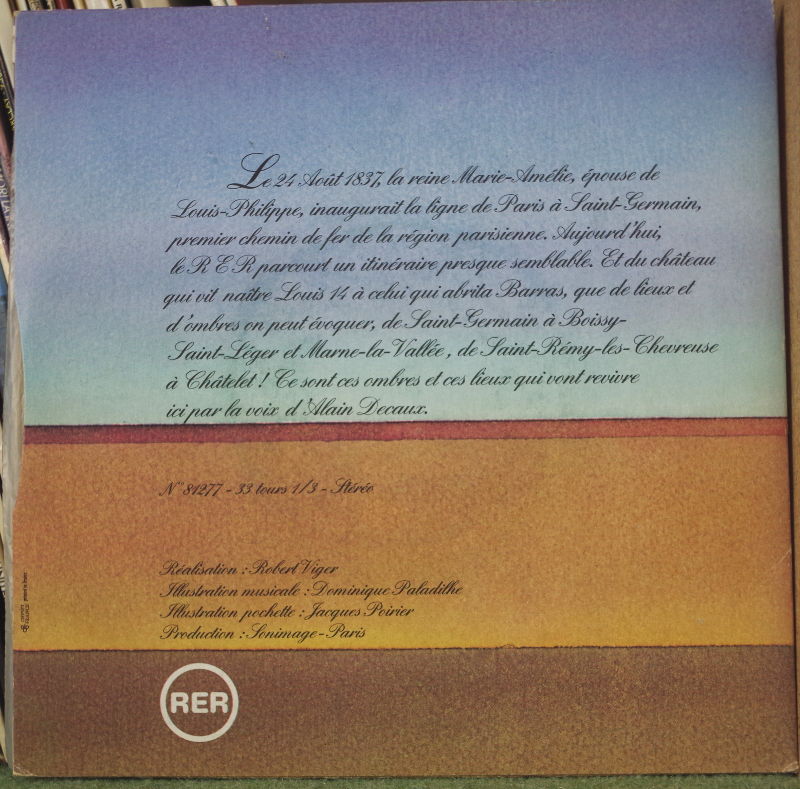 Le 24 Août 1837, la reine Marie-Amélie, épouse de
Louis-Philippe, inaugurait la ligne de Paris à Saint-Germain,
premier chemin de fer de la région parisienne. Aujourd'hui,
le R E R parcourt un itinéraire presque semblable. Et du château
qui vit naître Louis 14 à celui qui abrita Barras, que de lieux et
d'ombres on peut évoquer, de Saint-Germain à Boissy-
Saint-Léger et Marne-la-Vallée, de Saint-Rémy-les-Chevreuse
à Châtelet ! Ce sont ces ombres et ces lieux qui vont revivre
ici par la voix d'Alain Decaux.
N° 81277 - 33 tours 1/3 - Stéréo
Réalisation : Robert Viger
Illustration musicale : Dominique Paladilhe
Illustration pochette : Jacques Poirier
Production : Sonimage - Paris
RER